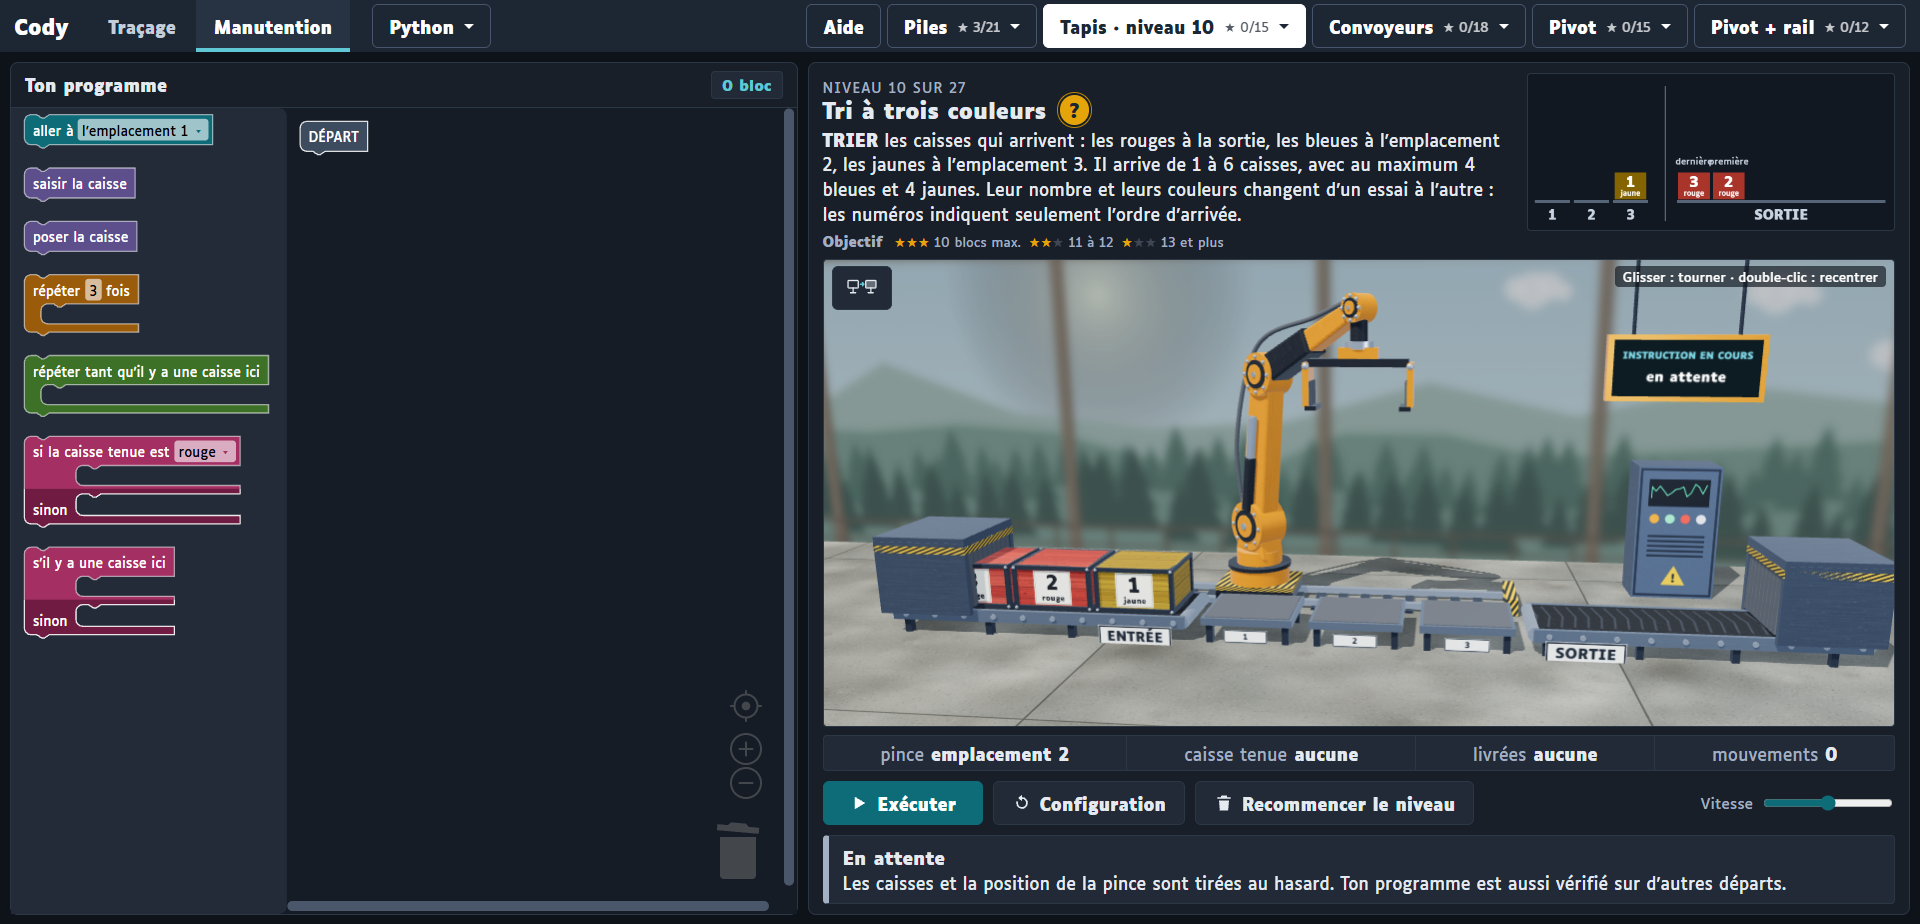 Cody
Traçage
Manutention
Python
Aide
Piles ★ 3/21
Tapis · niveau 10 ★ 0/15
Convoyeurs ★ 0/18
Pivot ★ 0/15
Pivot + rail ★ 0/12
Ton programme
0 bloc
aller à l'emplacement 1
saisir la caisse
poser la caisse
répéter 3 fois
répéter tant qu'il y a une caisse ici
si la caisse tenue est rouge
sinon
s'il y a une caisse ici
sinon
DÉPART
NIVEAU 10 SUR 27
Tri à trois couleurs ?
TRIER les caisses qui arrivent : les rouges à la sortie, les bleues à l'emplacement
2, les jaunes à l'emplacement 3. Il arrive de 1 à 6 caisses, avec au maximum 4
bleues et 4 jaunes. Leur nombre et leurs couleurs changent d'un essai à l'autre :
les numéros indiquent seulement l'ordre d'arrivée.
Objectif ★★★ 10 blocs max. ★★★ 11 à 12 ★★★ 13 et plus
dernière première
1 jaune
3 rouge
2 rouge
1 2 3 SORTIE
Glisser : tourner · double-clic : recentrer
INSTRUCTION EN COURS
en attente
2
rouge
1
jaune
ENTRÉE
1
2
3
SORTIE
pince emplacement 2
caisse tenue aucune
livrées aucune
mouvements 0
Exécuter
Configuration
Recommencer le niveau
Vitesse
En attente
Les caisses et la position de la pince sont tirées au hasard. Ton programme est aussi vérifié sur d'autres départs.